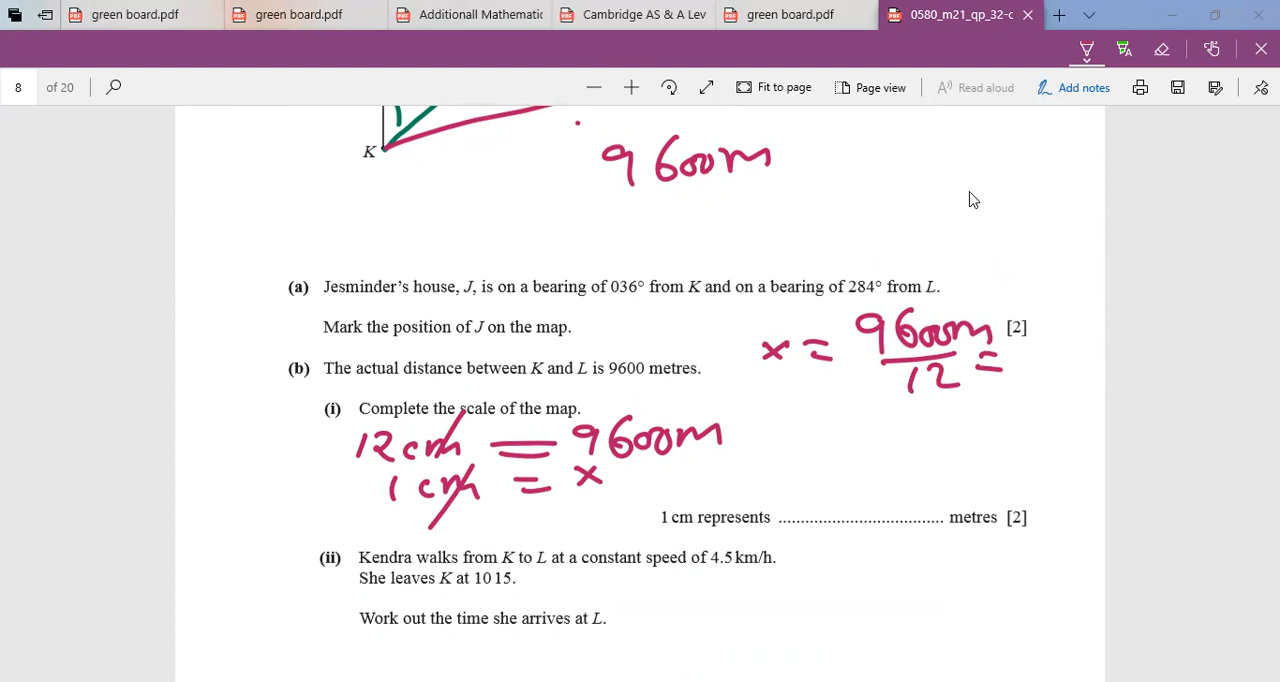 green board.pdf
green board.pdf
Additionall Mathematic
Cambridge AS & A Lev
green board.pdf
0580_m21_qp_32-c
8 of 20
Fit to page
Page view
Read aloud
Add notes
K
9600m
(a) Jesminder's house, J, is on a bearing of 036° from K and on a bearing of 284° from L.
Mark the position of J on the map. [2]
x = 9600m / 12 =
(b) The actual distance between K and L is 9600 metres.
(i) Complete the scale of the map.
12cm = 9600m
1 cm = x
1 cm represents ..................................... metres [2]
(ii) Kendra walks from K to L at a constant speed of 4.5 km/h.
She leaves K at 10 15.
Work out the time she arrives at L.